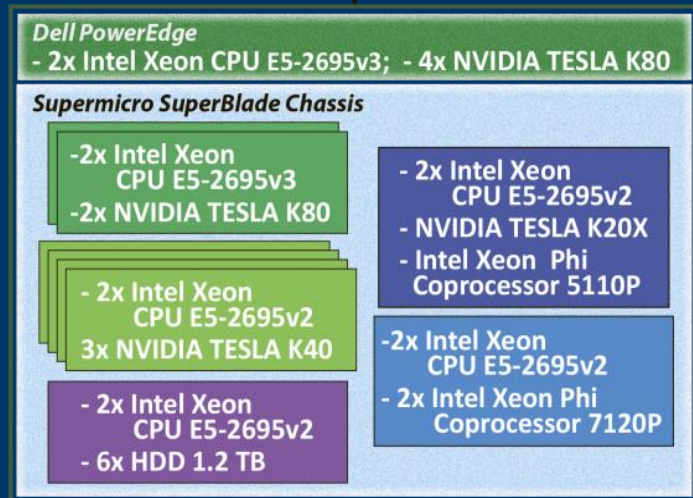 Dell PowerEdge
- 2x Intel Xeon CPU E5-2695v3; - 4x NVIDIA TESLA K80
Supermicro SuperBlade Chassis
-2x Intel Xeon
CPU E5-2695v3
-2x NVIDIA TESLA K80
- 2x Intel Xeon
CPU E5-2695v2
3x NVIDIA TESLA K40
- 2x Intel Xeon
CPU E5-2695v2
- 6x HDD 1.2 TB
- 2x Intel Xeon
CPU E5-2695v2
- NVIDIA TESLA K20X
- Intel Xeon Phi
Coprocessor 5110P
-2x Intel Xeon
CPU E5-2695v2
- 2x Intel Xeon Phi
Coprocessor 7120P